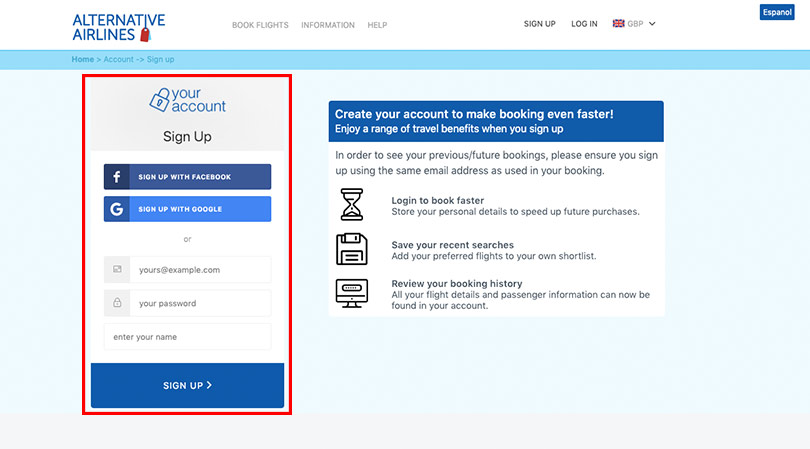 ALTERNATIVE
AIRLINES
BOOK FLIGHTS
INFORMATION
HELP
SIGN UP
LOG IN
GBP
Espanol
Home > Account -> Sign up
your
account
Sign Up
SIGN UP WITH FACEBOOK
SIGN UP WITH GOOGLE
or
yours@example.com
your password
enter your name
SIGN UP >
Create your account to make booking even faster!
Enjoy a range of travel benefits when you sign up
In order to see your previous/future bookings, please ensure you sign
up using the same email address as used in your booking.
Login to book faster
Store your personal details to speed up future purchases.
Save your recent searches
Add your preferred flights to your own shortlist.
Review your booking history
All your flight details and passenger information can now be
found in your account.